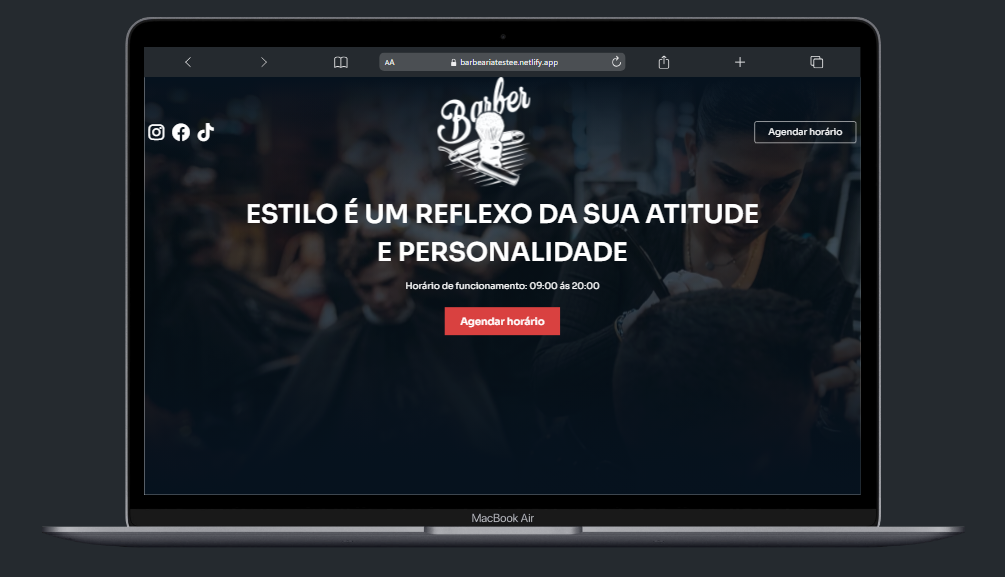 AA
barbeariatestee.netlify.app
Barber
Agendar horário
ESTILO É UM REFLEXO DA SUA ATITUDE
E PERSONALIDADE
Horário de funcionamento: 09:00 ás 20:00
Agendar horário
MacBook Air